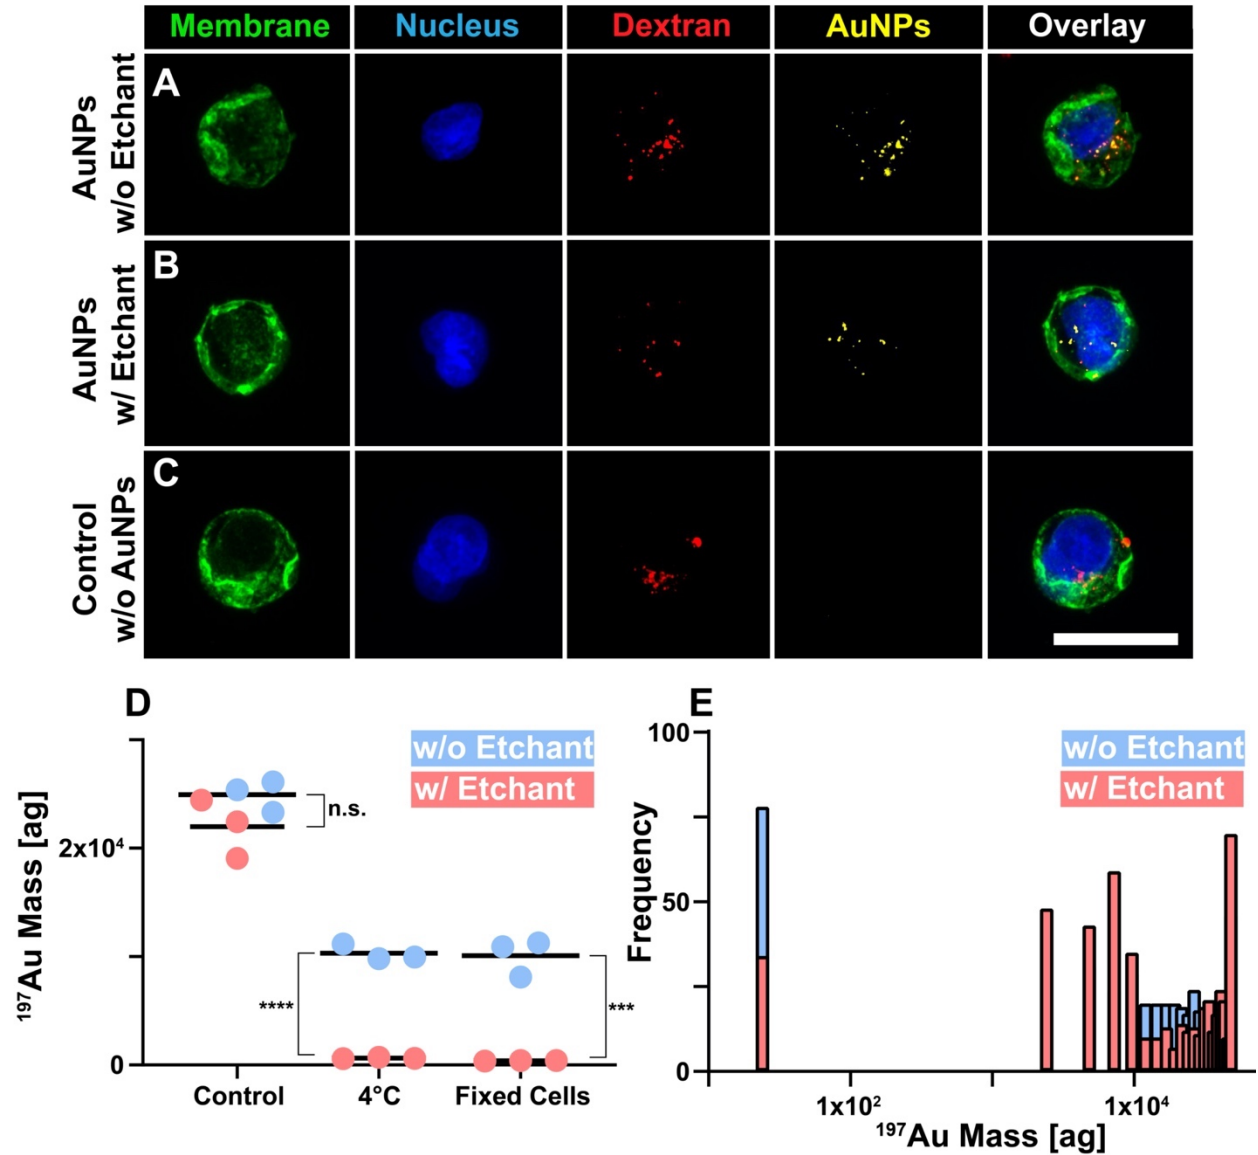 Membrane Nucleus Dextran AuNPs Overlay
A
AuNPs
w/o Etchant
B
AuNPs
w/ Etchant
C
Control
w/o AuNPs
D
w/o Etchant
w/ Etchant
n.s.
2x10⁴
****
***
0
Control 4°C Fixed Cells
¹⁹⁷Au Mass [ag]
E
100
w/o Etchant
w/ Etchant
50
0
Frequency
1x10² 1x10⁴
¹⁹⁷Au Mass [ag]